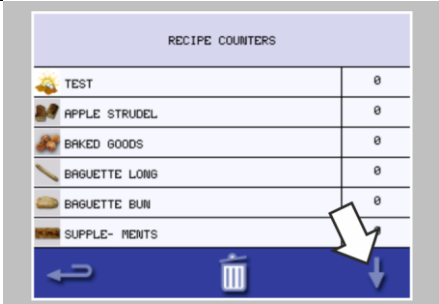 RECIPE COUNTERS
TEST 0
APPLE STRUDEL 0
BAKED GOODS 0
BAGUETTE LONG 0
BAGUETTE BUN 0
SUPPLE- MENTS